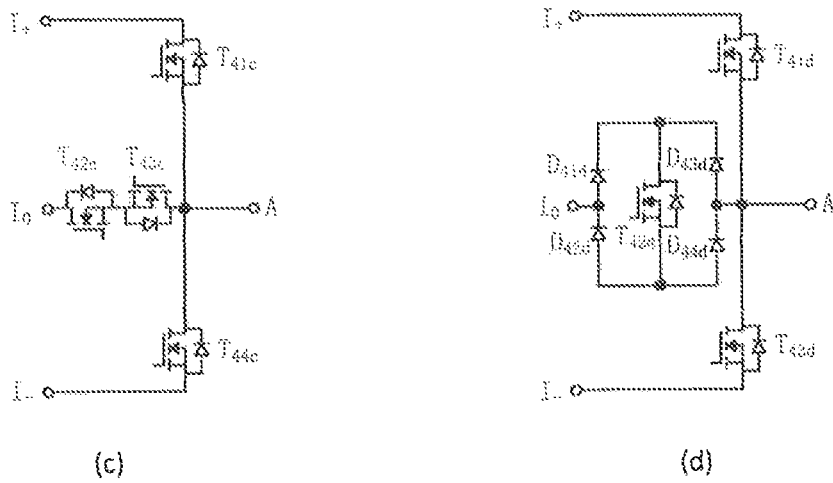 I+
T41c
T42c T43c
I0
A
T44c
I-
(c)
I+
T41d
D41d
D43d
I0
A
D42d
T42d
D44d
T43d
I-
(d)